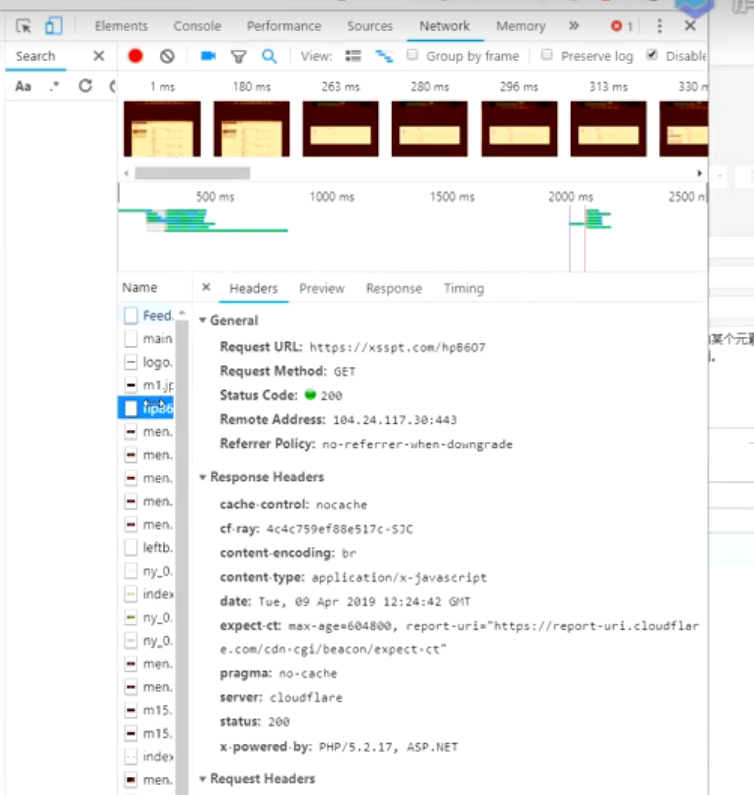 Elements Console Performance Sources Network Memory » 1
Search View: Group by frame Preserve log Disable
Aa .* 1 ms 180 ms 263 ms 280 ms 296 ms 313 ms 330 m
500 ms 1000 ms 1500 ms 2000 ms 2500 m
Name × Headers Preview Response Timing
Feed.
main
logo.
m1.jp
hp86
men.
men.
men.
men.
men.
leftb.
ny_0.
index
ny_0.
ny_0.
men.
men.
m15.
m15.
index
men.
General
Request URL: https://xsspt.com/hp86O7
Request Method: GET
Status Code: 200
Remote Address: 104.24.117.30:443
Referrer Policy: no-referrer-when-downgrade
Response Headers
cache-control: nocache
cf-ray: 4c4c759ef88e517c-SJC
content-encoding: br
content-type: application/x-javascript
date: Tue, 09 Apr 2019 12:24:42 GMT
expect-ct: max-age=604800, report-uri="https://report-uri.cloudflar
e.com/cdn-cgi/beacon/expect-ct"
pragma: no-cache
server: cloudflare
status: 200
x-powered-by: PHP/5.2.17, ASP.NET
Request Headers
某个元素